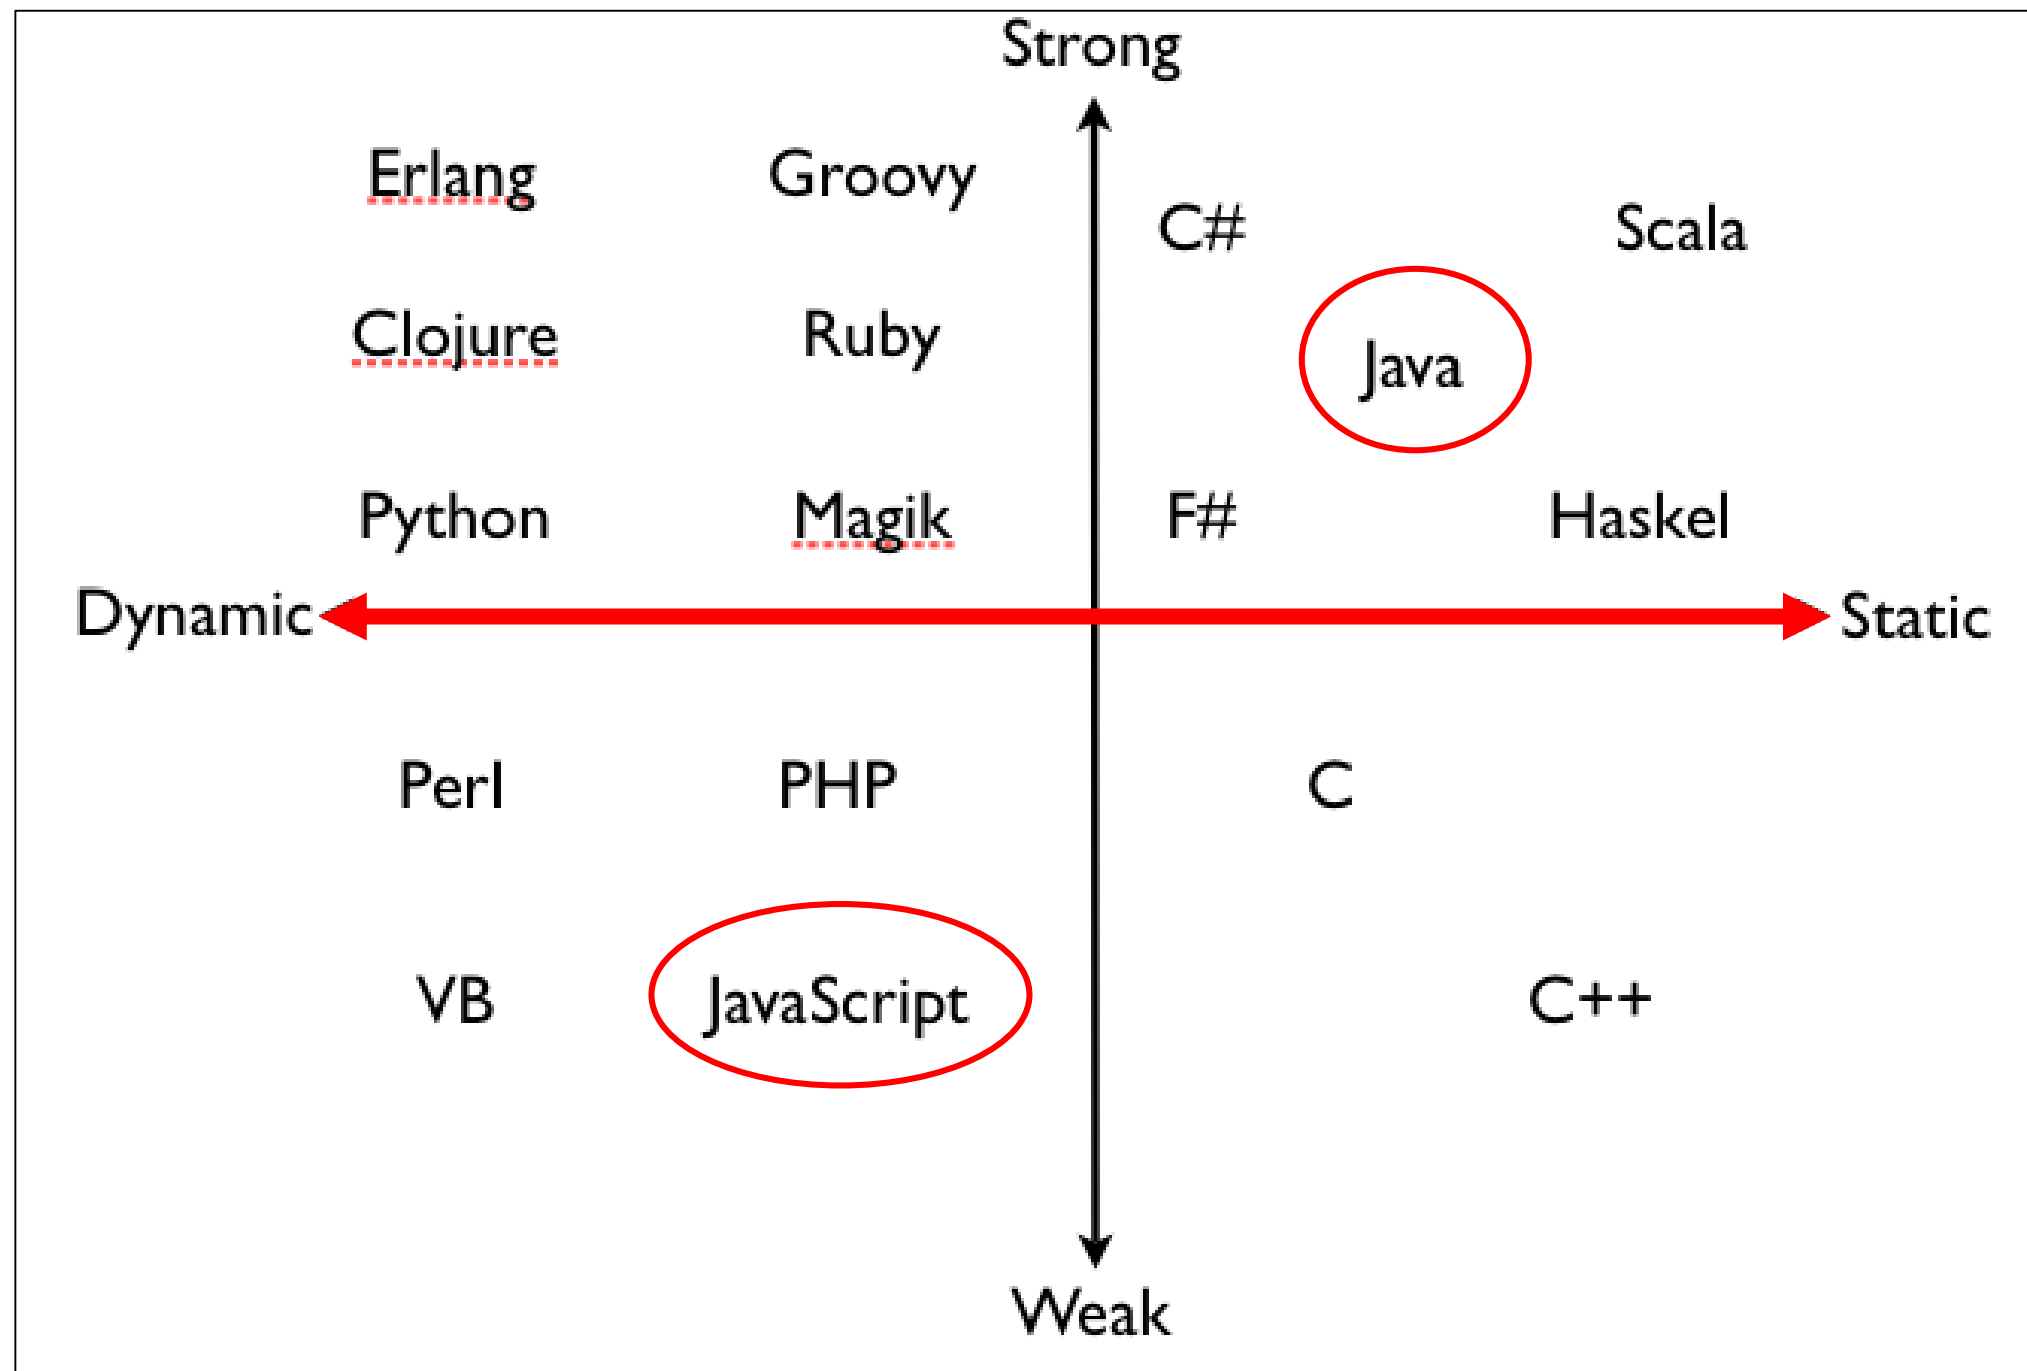 Strong
Erlang Groovy
C# Scala
Clojure Ruby
Java
Python Magik F# Haskel
Dynamic Static
Perl PHP C
VB JavaScript C++
Weak